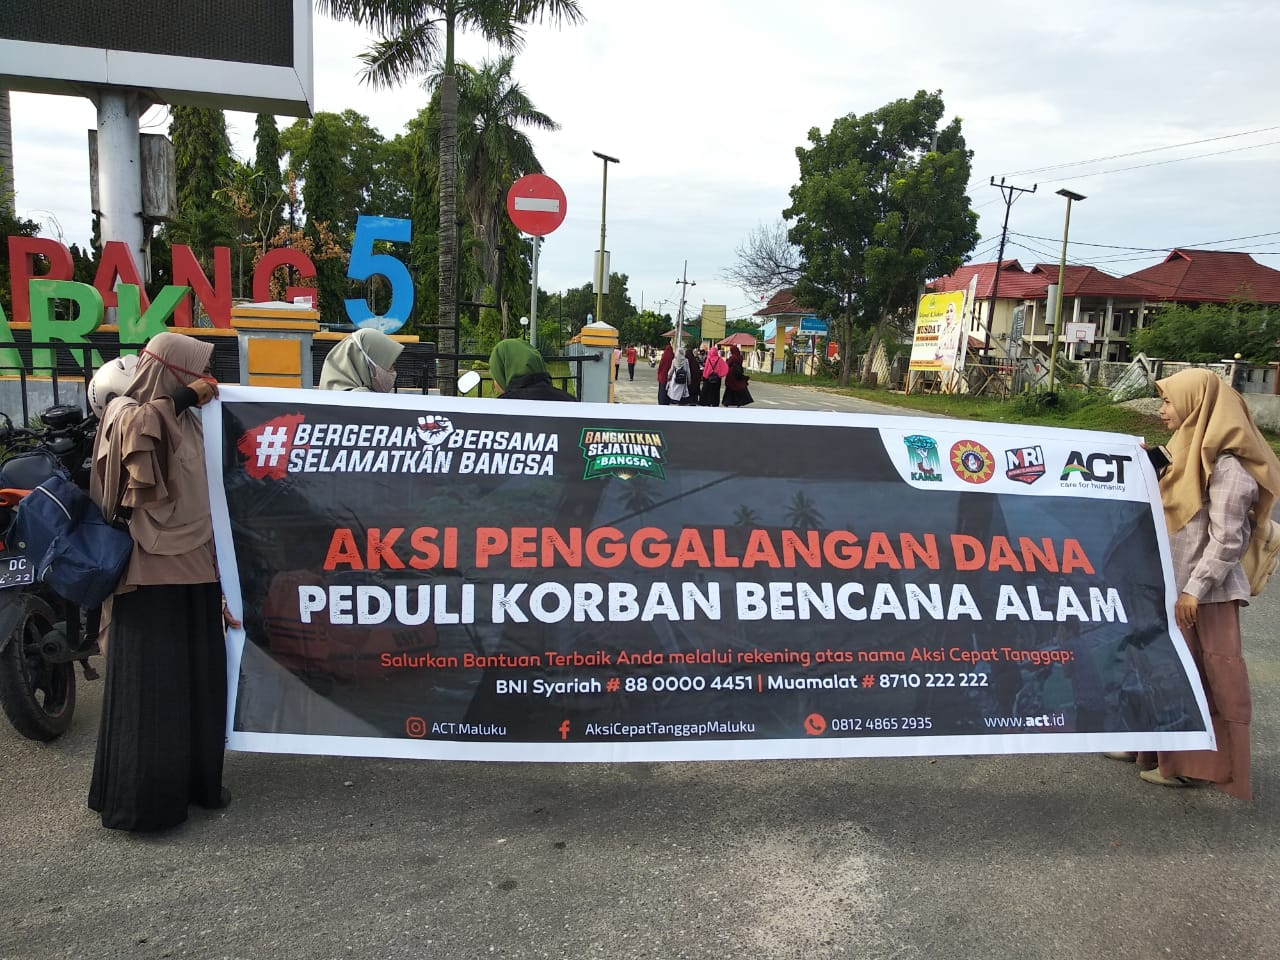 RANG 5
ARK
#BERGERAK BERSAMA
SELAMATKAN BANGSA
BANGKITKAN
SEJATINYA
BANGSA
KAMMI
MRI
ACT
care for humanity
AKSI PENGGALANGAN DANA
PEDULI KORBAN BENCANA ALAM
Salurkan Bantuan Terbaik Anda melalui rekening atas nama Aksi Cepat Tanggap:
BNI Syariah # 88 0000 4451 | Muamalat # 8710 222 222
ACT.Maluku
AksiCepatTanggapMaluku
0812 4865 2935
www.act.id
DC